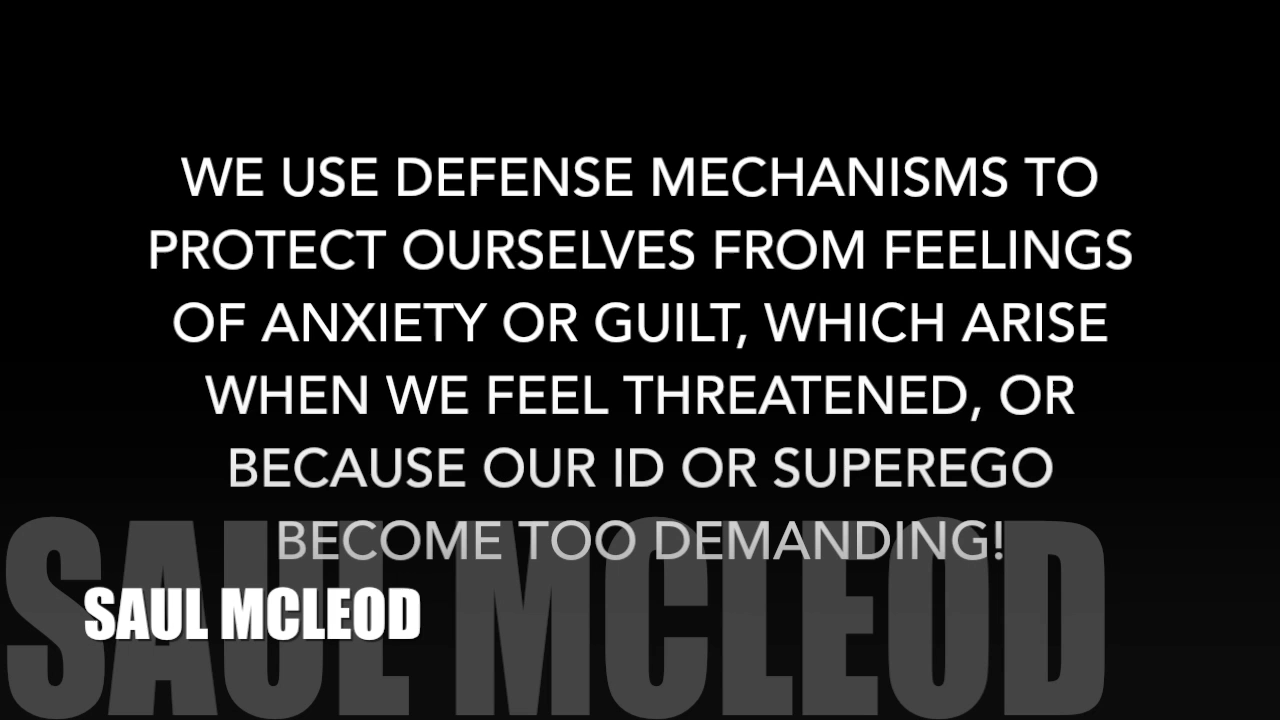 WE USE DEFENSE MECHANISMS TO
PROTECT OURSELVES FROM FEELINGS
OF ANXIETY OR GUILT, WHICH ARISE
WHEN WE FEEL THREATENED, OR
BECAUSE OUR ID OR SUPEREGO
BECOME TOO DEMANDING!
SAUL MCLEOD
SAUL MCLEOD